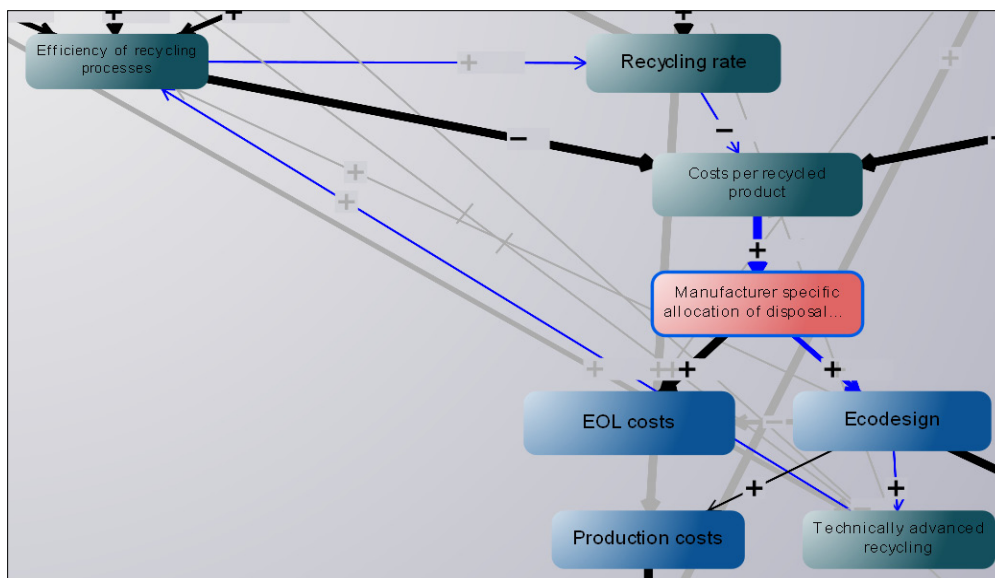 + + + +
Efficiency of recycling
processes
+
Recycling rate
+
−
−
Costs per recycled
product
+
+
+
Manufacturer specific
allocation of disposal...
+ + + + +
EOL costs
Ecodesign
−
+ +
Production costs
Technically advanced
recycling